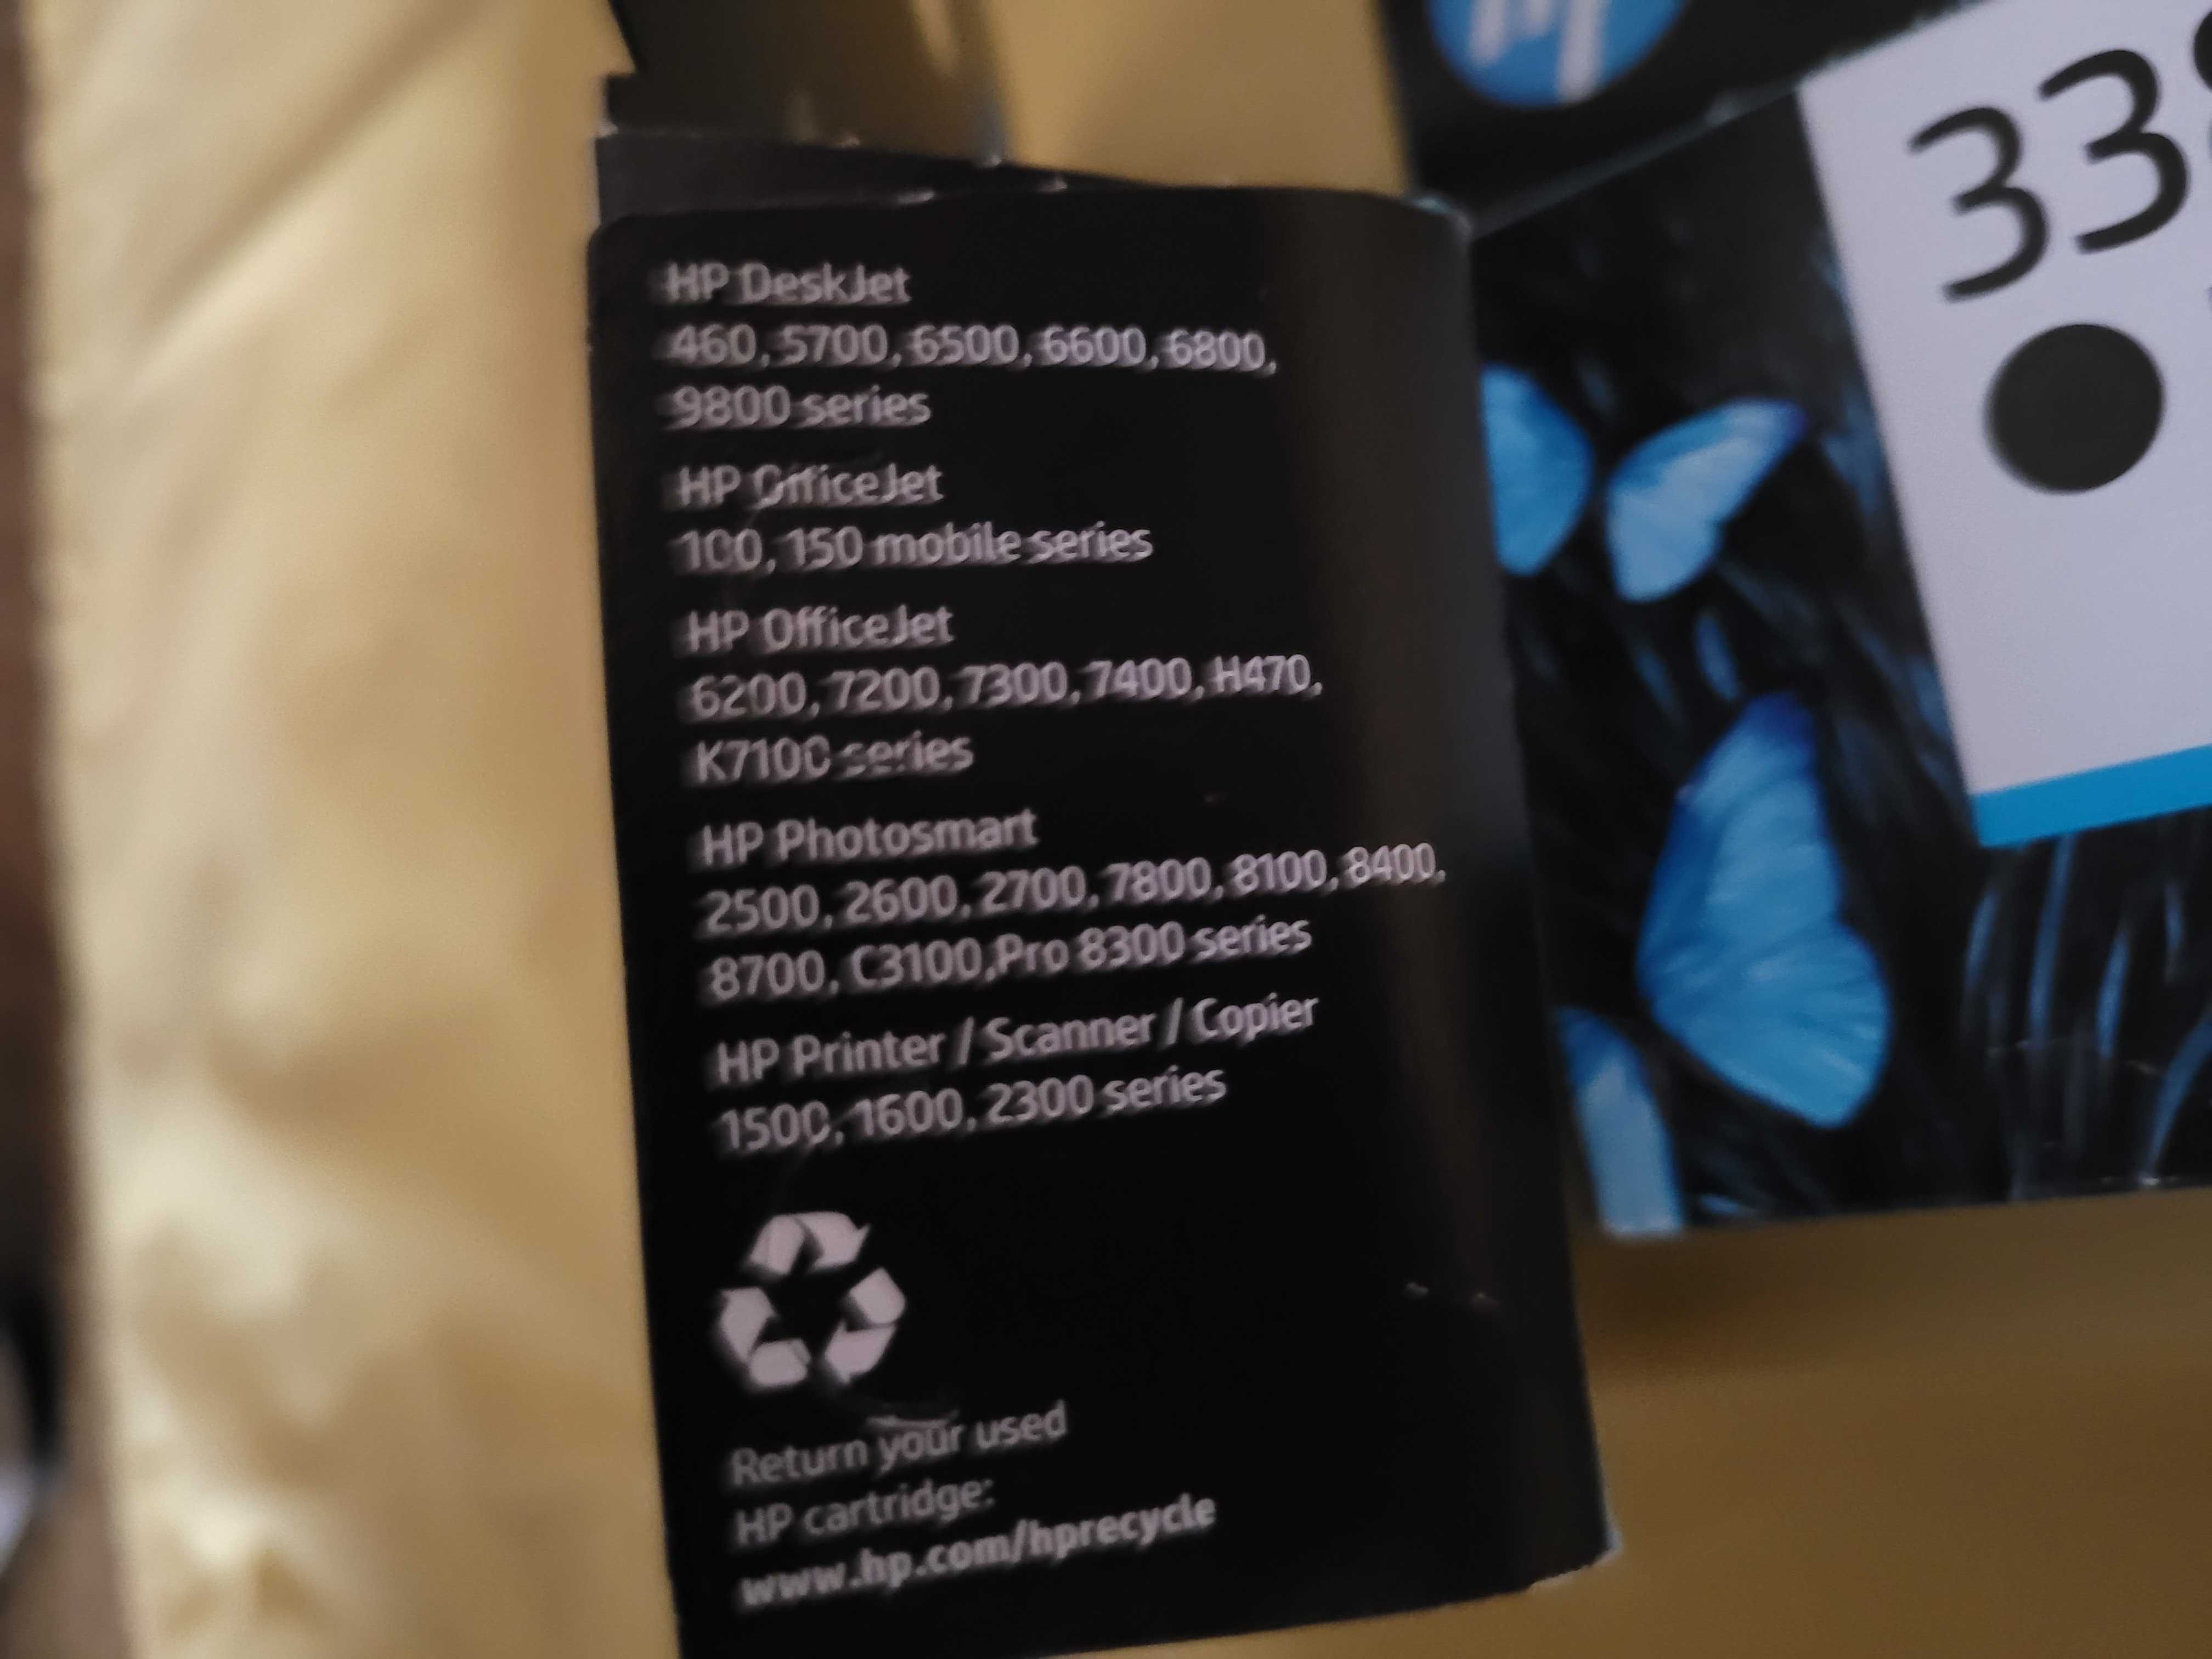 HP DeskJet
460, 5700, 6500, 6600, 6800,
9800 series
HP OfficeJet
100, 150 mobile series
HP OfficeJet
6200, 7200, 7300, 7400, H470,
K7100 series
HP Photosmart
2500, 2600, 2700, 7800, 8100, 8400,
8700, C3100,Pro 8300 series
HP Printer / Scanner / Copier
1500, 1600, 2300 series
Return your used
HP cartridge:
www.hp.com/hprecycle
hp